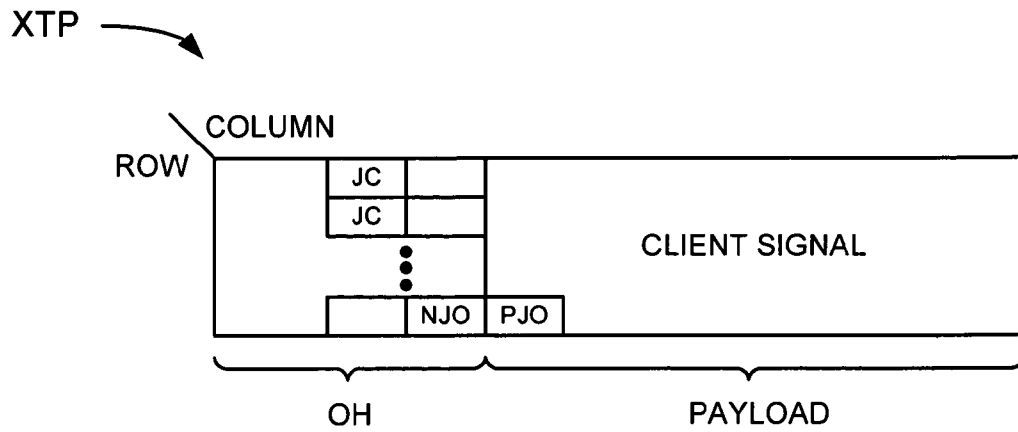 XTP
COLUMN
ROW
JC
JC
CLIENT SIGNAL
NJO PJO
OH PAYLOAD